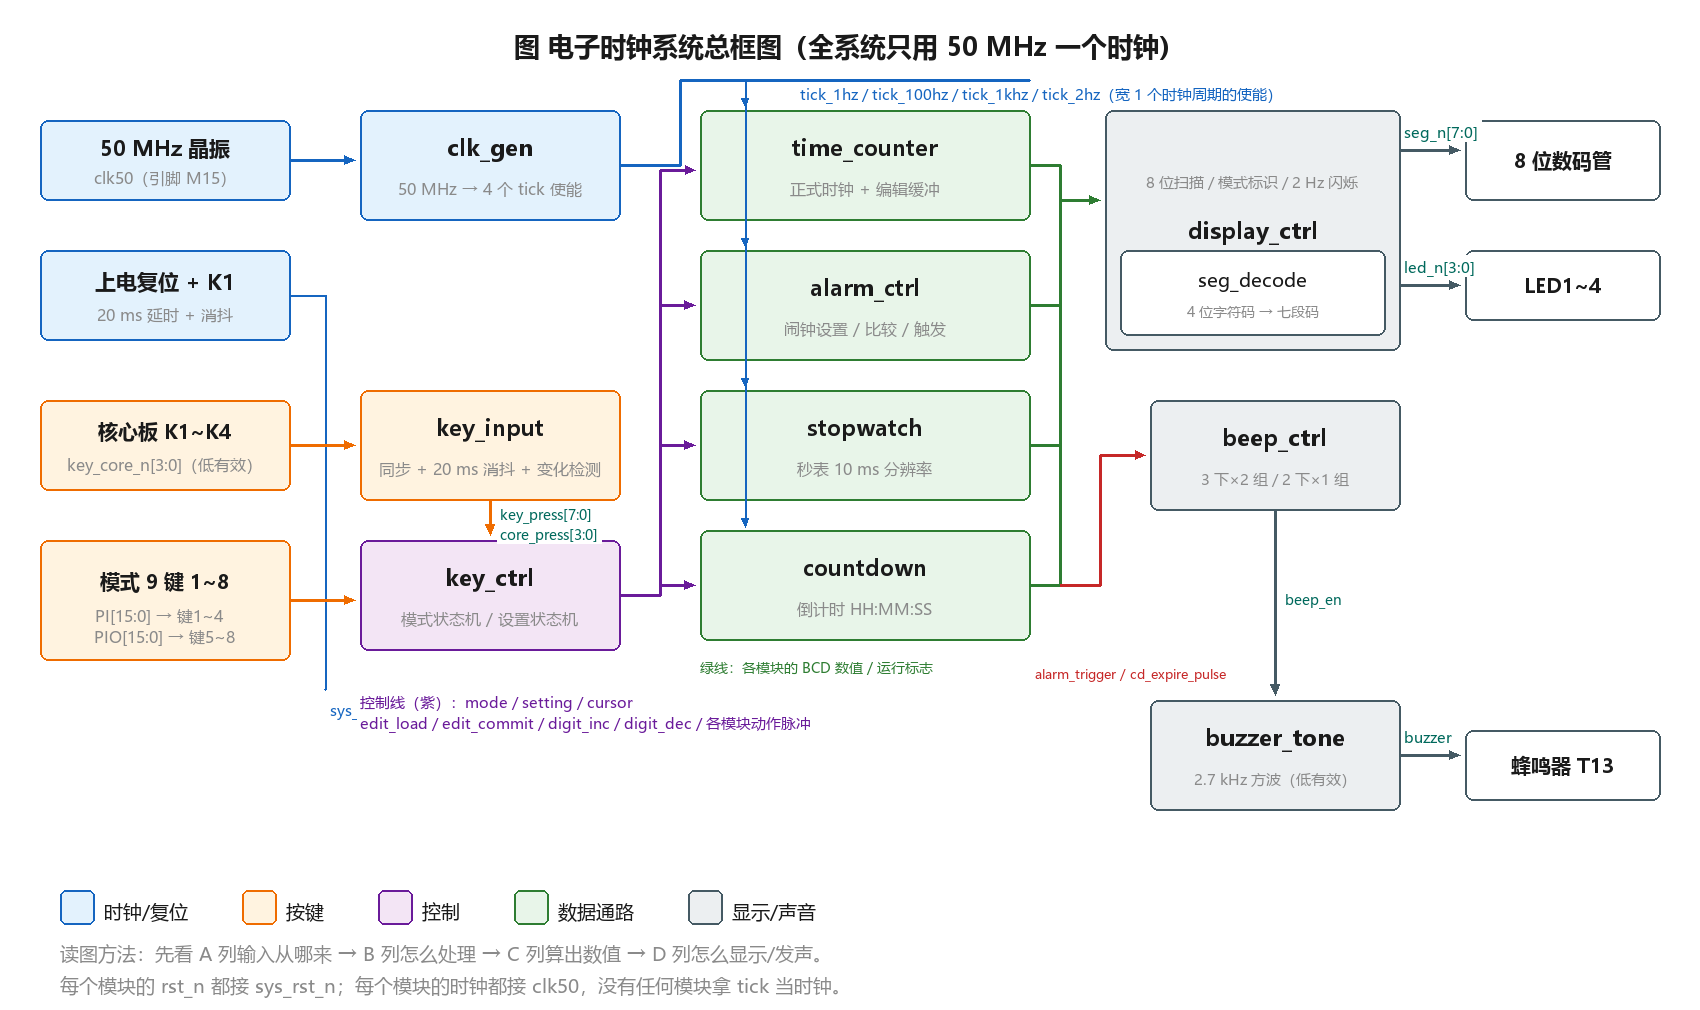 图 电子时钟系统总框图（全系统只用 50 MHz 一个时钟）
tick_1hz / tick_100hz / tick_1khz / tick_2hz（宽 1 个时钟周期的使能）
50 MHz 晶振
clk50（引脚 M15）
clk_gen
50 MHz → 4 个 tick 使能
time_counter
正式时钟 + 编辑缓冲
8 位扫描 / 模式标识 / 2 Hz 闪烁
display_ctrl
seg_decode
4 位字符码 → 七段码
seg_n[7:0]
8 位数码管
上电复位 + K1
20 ms 延时 + 消抖
alarm_ctrl
闹钟设置 / 比较 / 触发
led_n[3:0]
LED1~4
核心板 K1~K4
key_core_n[3:0]（低有效）
key_input
同步 + 20 ms 消抖 + 变化检测
stopwatch
秒表 10 ms 分辨率
beep_ctrl
3 下×2 组 / 2 下×1 组
key_press[7:0]
core_press[3:0]
模式 9 键 1~8
PI[15:0] → 键1~4
PIO[15:0] → 键5~8
key_ctrl
模式状态机 / 设置状态机
countdown
倒计时 HH:MM:SS
beep_en
绿线：各模块的 BCD 数值 / 运行标志
alarm_trigger / cd_expire_pulse
sys_
控制线（紫）：mode / setting / cursor
edit_load / edit_commit / digit_inc / digit_dec / 各模块动作脉冲
buzzer_tone
2.7 kHz 方波（低有效）
buzzer
蜂鸣器 T13
时钟/复位
按键
控制
数据通路
显示/声音
读图方法：先看 A 列输入从哪来 → B 列怎么处理 → C 列算出数值 → D 列怎么显示/发声。
每个模块的 rst_n 都接 sys_rst_n；每个模块的时钟都接 clk50，没有任何模块拿 tick 当时钟。